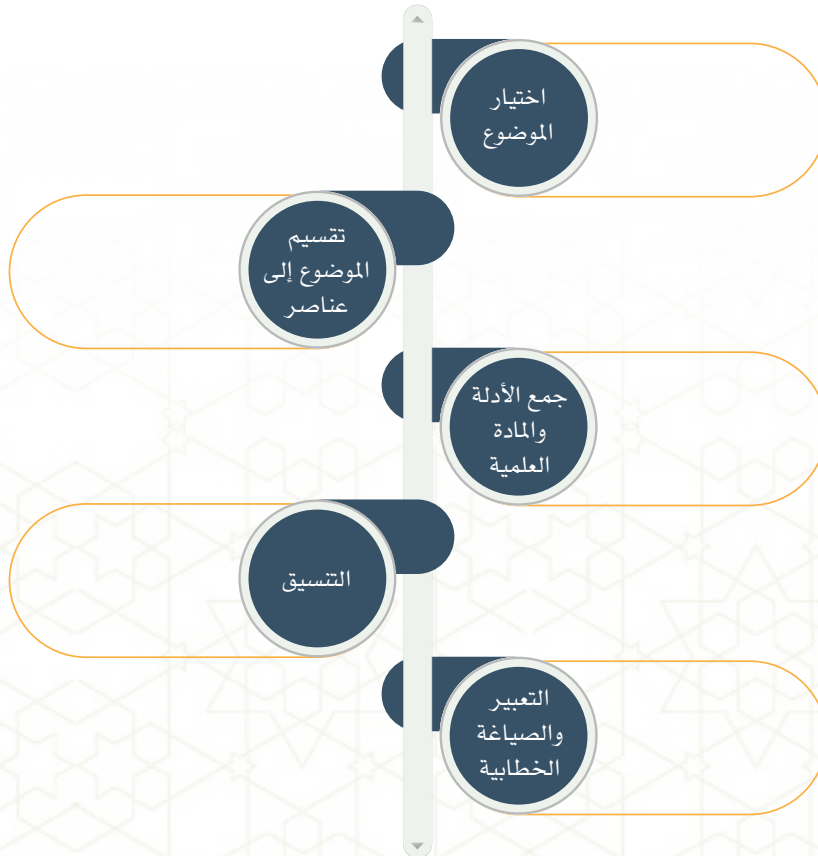 اختيار
الموضوع
تقسيم
الموضوع إلى
عناصر
جمع الأدلة
والمادة
العلمية
التنسيق
التعبير
والصياغة
الخطابية